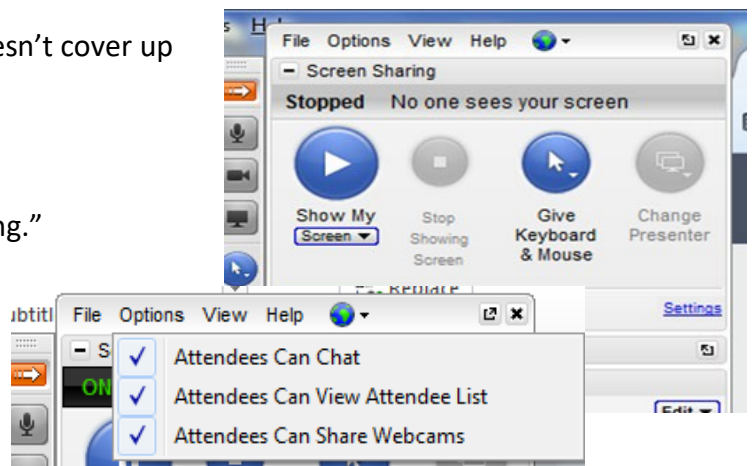 esn’t cover up
ng.”
s H
File Options View Help
Screen Sharing
Stopped No one sees your screen
Show My
Screen
Stop
Showing
Screen
Give
Keyboard
& Mouse
Change
Presenter
Replace
Settings
Edit
ubtitl
File Options View Help
S
ON
Attendees Can Chat
Attendees Can View Attendee List
Attendees Can Share Webcams